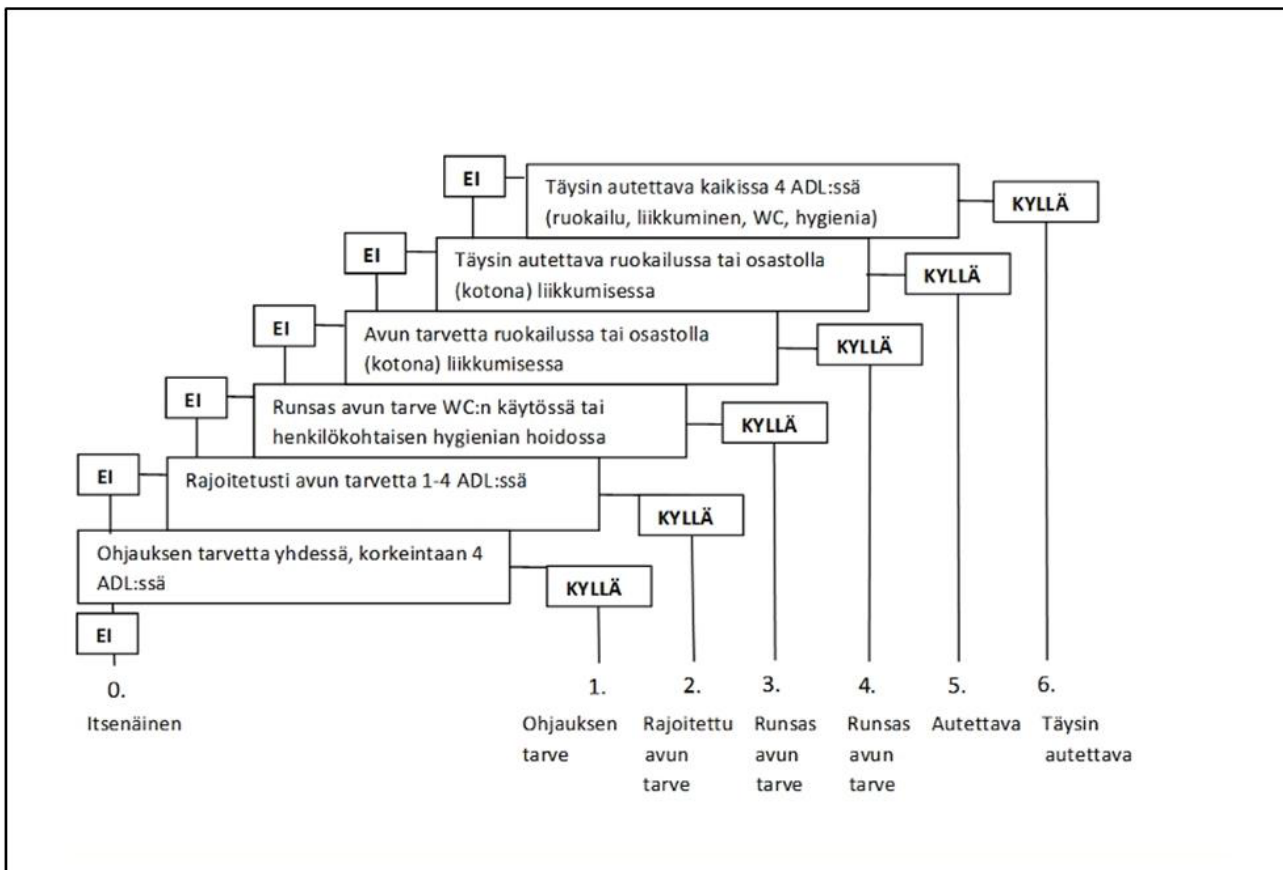 EI
Täysin autettava kaikissa 4 ADL:ssä
(ruokailu, liikkuminen, WC, hygienia)
KYLLÄ
EI
Täysin autettava ruokailussa tai osastolla
(kotona) liikkumisessa
KYLLÄ
EI
Avun tarvetta ruokailussa tai osastolla
(kotona) liikkumisessa
KYLLÄ
EI
Runsas avun tarve WC:n käytössä tai
henkilökohtaisen hygienian hoidossa
KYLLÄ
EI
Rajoitetusti avun tarvetta 1-4 ADL:ssä
KYLLÄ
Ohjauksen tarvetta yhdessä, korkeintaan 4
ADL:ssä
KYLLÄ
EI
0.
Itsenäinen
1.
Ohjauksen
tarve
2.
Rajoitettu
avun
tarve
3.
Runsas
avun
tarve
4.
Runsas
avun
tarve
5.
Autettava
6.
Täysin
autettava